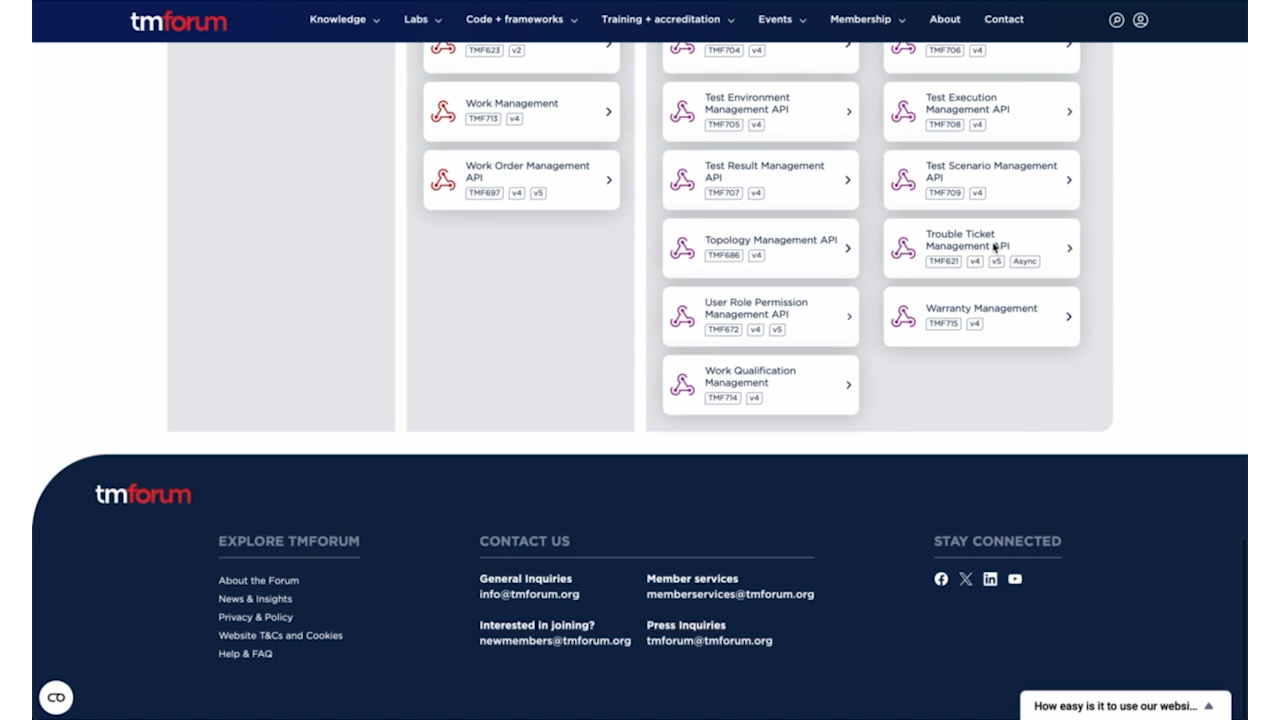 tmforum
Knowledge
Labs
Code + frameworks
Training + accreditation
Events
Membership
About
Contact
TMF623 v2
TMF704 v4
TMF706 v4
Work Management
TMF713 v4
Test Environment
Management API
TMF705 v4
Test Execution
Management API
TMF708 v4
Work Order Management
API
TMF697 v4 v5
Test Result Management
API
TMF707 v4
Test Scenario Management
API
TMF709 v4
Topology Management API
TMF686 v4
Trouble Ticket
Management API
TMF621 v4 v5 Async
User Role Permission
Management API
TMF672 v4 v5
Warranty Management
TMF715 v4
Work Qualification
Management
TMF714 v4
tmforum
EXPLORE TMFORUM
About the Forum
News & Insights
Privacy & Policy
Website T&Cs and Cookies
Help & FAQ
CONTACT US
General Inquiries
info@tmforum.org
Member services
memberservices@tmforum.org
Interested in joining?
newmembers@tmforum.org
Press Inquiries
tmforum@tmforum.org
STAY CONNECTED
How easy is it to use our websi...